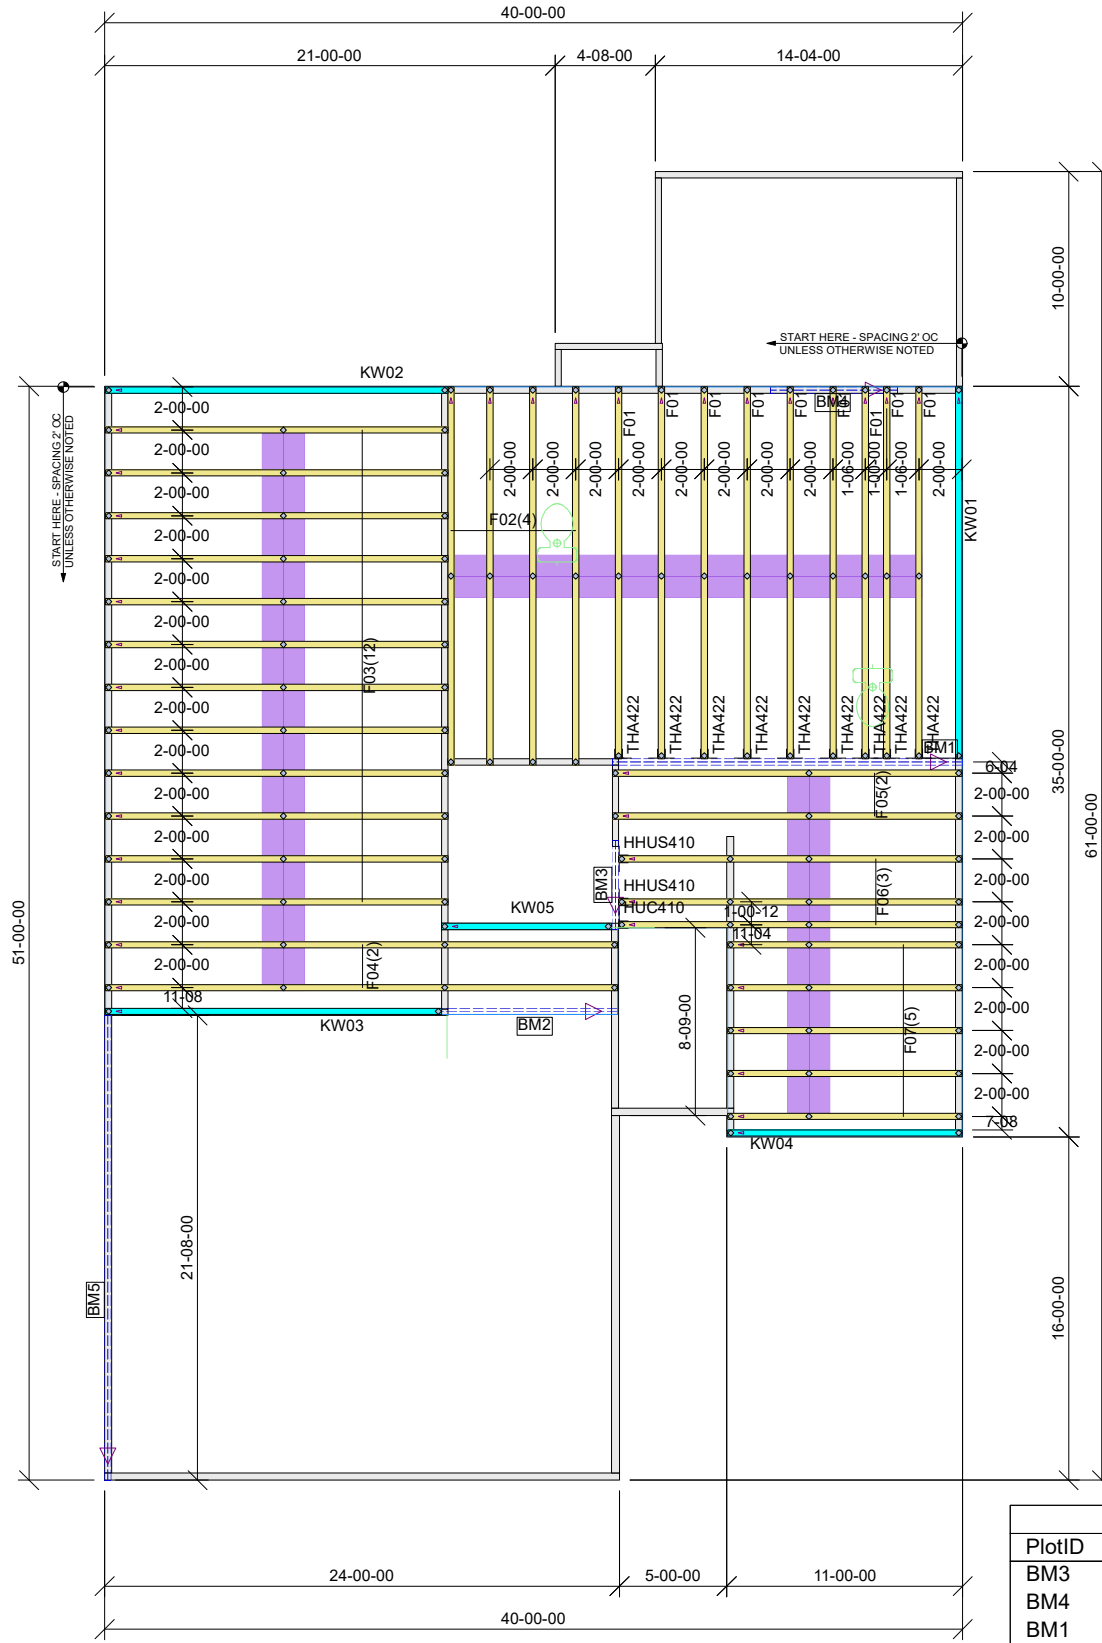 40-00-00
21-00-00
4-08-00
14-04-00
10-00-00
START HERE - SPACING 2' OC
UNLESS OTHERWISE NOTED
KW02
BM4
START HERE - SPACING 2' OC
UNLESS OTHERWISE NOTED
2-00-00
2-00-00
2-00-00
2-00-00
2-00-00
2-00-00
2-00-00
2-00-00
2-00-00
2-00-00
2-00-00
2-00-00
2-00-00
2-00-00
11-08
F01
F01
F01
F01
F01
F01
F01
F01
F01
2-00-00
2-00-00
2-00-00
2-00-00
2-00-00
2-00-00
2-00-00
2-00-00
1-06-00
1-00-00
1-06-00
2-00-00
KW01
F02(4)
F03(12)
THA422
THA422
THA422
THA422
THA422
THA422
THA422
THA422
BM1
6-04
35-00-00
61-00-00
51-00-00
F05(2)
2-00-00
2-00-00
2-00-00
2-00-00
2-00-00
2-00-00
2-00-00
2-00-00
7-08
HHUS410
HHUS410
HUC410
BM3
F06(3)
KW05
1-00-12
11-04
F04(2)
KW03
BM2
8-09-00
F07(5)
KW04
21-08-00
BM5
16-00-00
24-00-00
5-00-00
11-00-00
40-00-00
PlotID
BM3
BM4
BM1